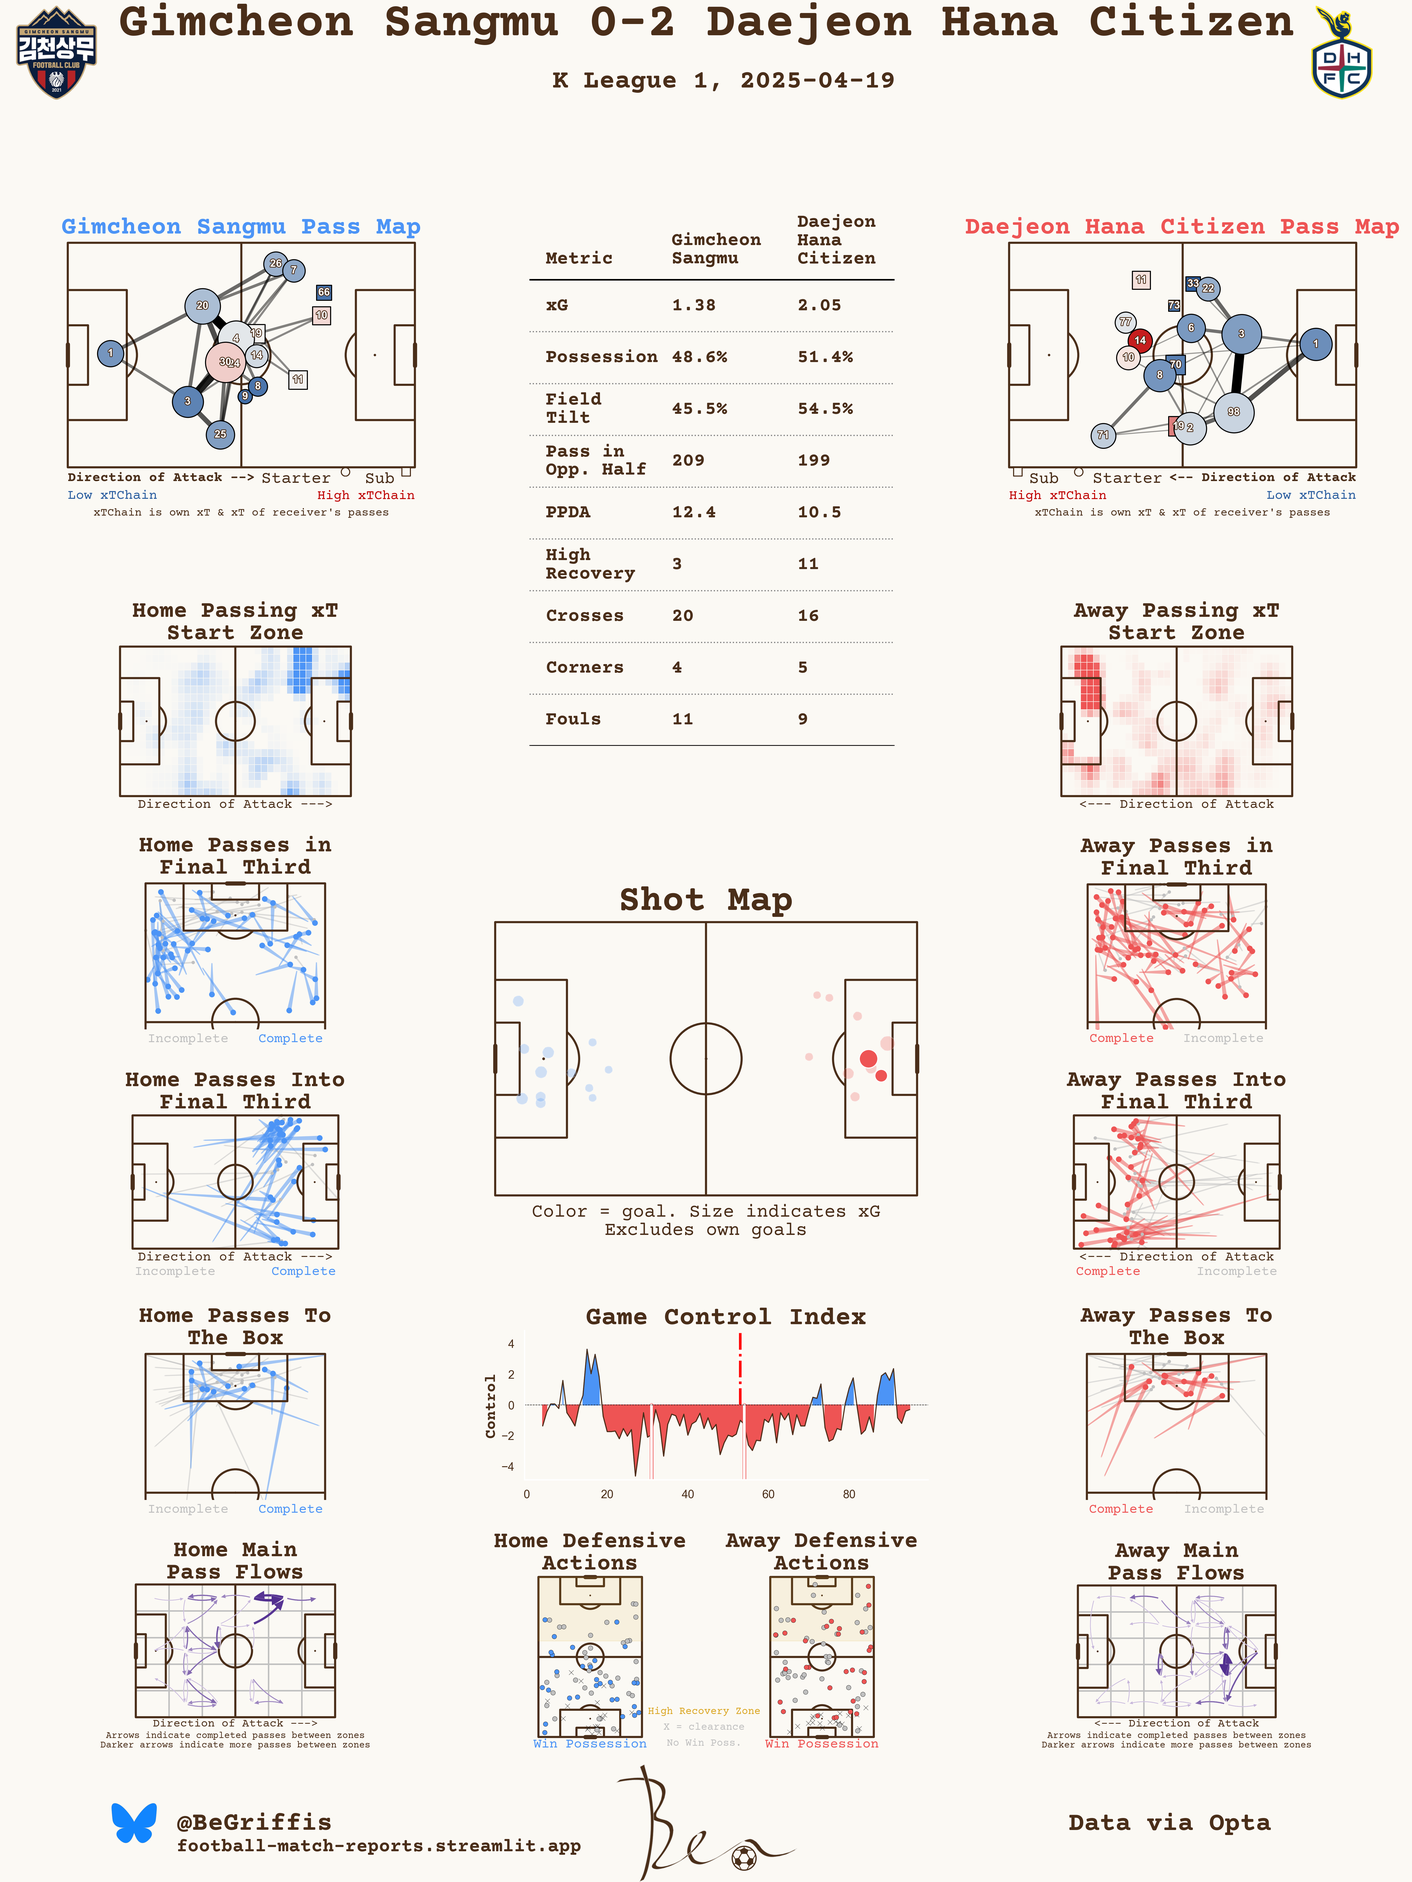 Gimcheon Sangmu 0-2 Daejeon Hana Citizen
K League 1, 2025-04-19
GIMCHEON SANGMU
김천상무
FOOTBALL CLUB
2021
D H
F C
Gimcheon Sangmu Pass Map
26
7
66
20
10
19
4
1
14
30
24
11
8
9
3
25
Direction of Attack --> Starter Sub
Low xTChain High xTChain
xTChain is own xT & xT of receiver's passes
Metric Gimcheon Sangmu Daejeon Hana Citizen
xG 1.38 2.05
Possession 48.6% 51.4%
Field Tilt 45.5% 54.5%
Pass in Opp. Half 209 199
PPDA 12.4 10.5
High Recovery 3 11
Crosses 20 16
Corners 4 5
Fouls 11 9
Daejeon Hana Citizen Pass Map
11
33
22
73
77
6
3
14
1
10
70
8
98
71
19
2
Sub Starter <-- Direction of Attack
High xTChain Low xTChain
xTChain is own xT & xT of receiver's passes
Home Passing xT
Start Zone
Direction of Attack --->
Away Passing xT
Start Zone
<--- Direction of Attack
Home Passes in
Final Third
Incomplete Complete
Away Passes in
Final Third
Complete Incomplete
Shot Map
Color = goal. Size indicates xG
Excludes own goals
Home Passes Into
Final Third
Direction of Attack --->
Incomplete Complete
Away Passes Into
Final Third
<--- Direction of Attack
Complete Incomplete
Home Passes To
The Box
Incomplete Complete
Game Control Index
Control
4
2
0
−2
−4
0 20 40 60 80
Away Passes To
The Box
Complete Incomplete
Home Main
Pass Flows
Direction of Attack --->
Arrows indicate completed passes between zones
Darker arrows indicate more passes between zones
Home Defensive
Actions
Win Possession
Away Defensive
Actions
Win Possession
High Recovery Zone
X = clearance
No Win Poss.
Away Main
Pass Flows
<--- Direction of Attack
Arrows indicate completed passes between zones
Darker arrows indicate more passes between zones
@BeGriffis
football-match-reports.streamlit.app
Ben
Data via Opta